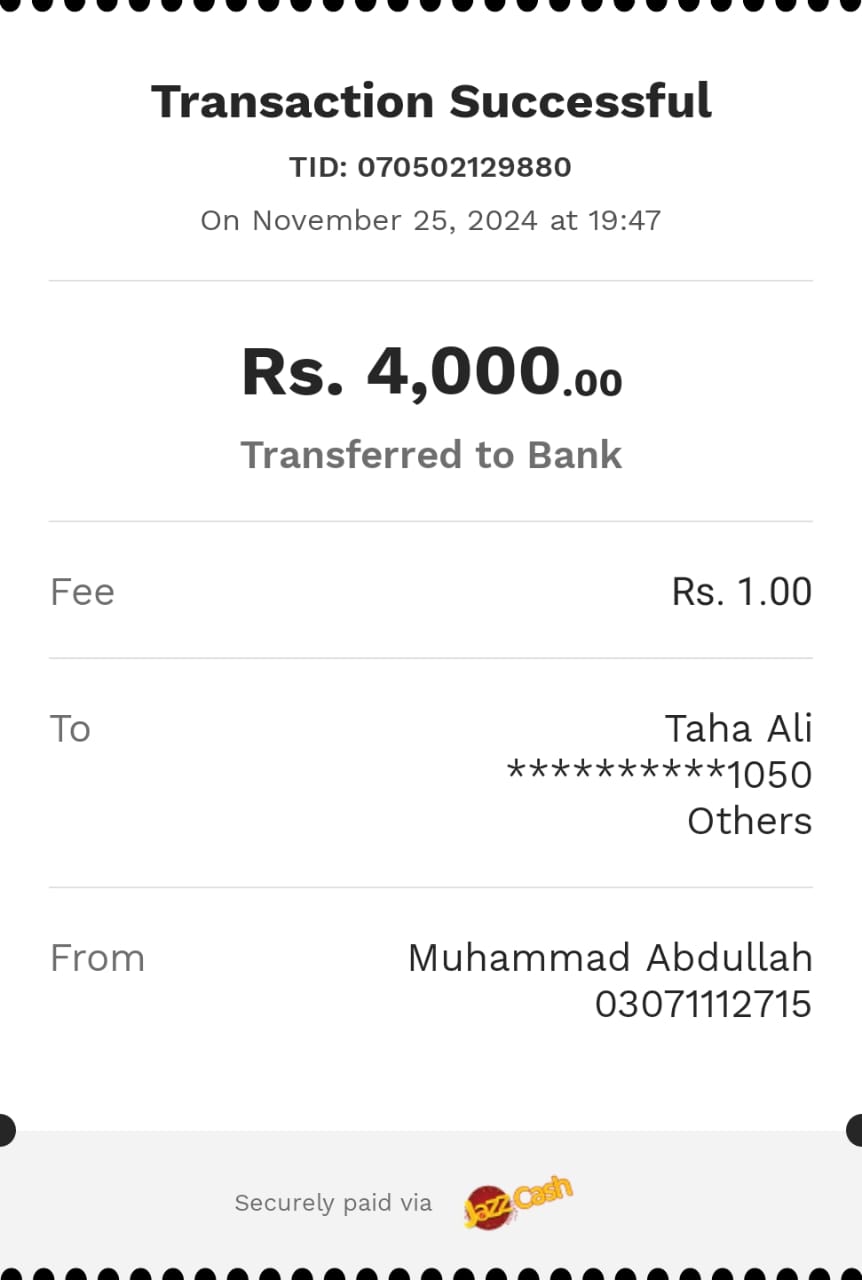 Transaction Successful
TID: 070502129880
On November 25, 2024 at 19:47
Rs. 4,000.00
Transferred to Bank
Fee
Rs. 1.00
To
Taha Ali
**********1050
Others
From
Muhammad Abdullah
03071112715
Securely paid via JazzCash